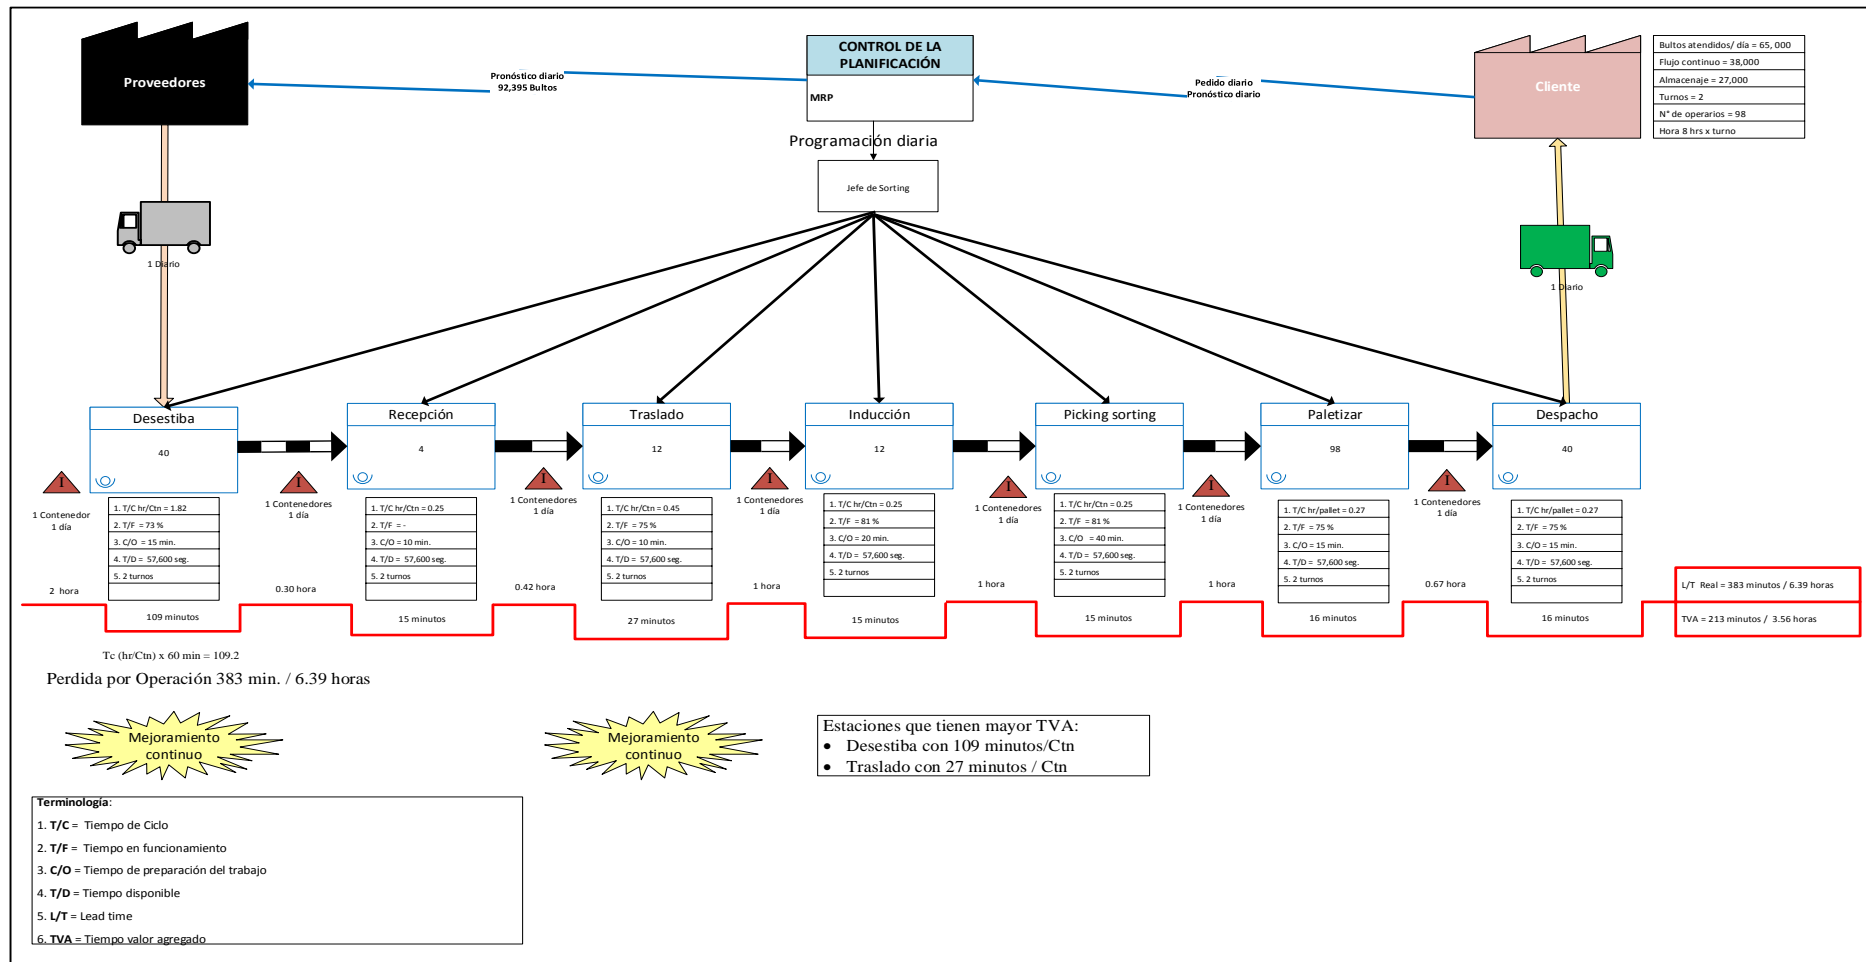 Proveedores
Pronóstico diario
92,395 Bultos
CONTROL DE LA
PLANIFICACIÓN
MRP
Pedido diario
Pronóstico diario
Cliente
Bultos atendidos/ día = 65, 000
Flujo continuo = 38,000
Almacenaje = 27,000
Turnos = 2
N° de operarios = 98
Hora 8 hrs x turno
Programación diaria
Jefe de Sorting
1 Diario
1 Diario
Desestiba
40
Recepción
4
Traslado
12
Inducción
12
Picking sorting
Paletizar
98
Despacho
40
I
1 Contenedor
1 día
I
1 Contenedores
1 día
I
1 Contenedores
1 día
I
1 Contenedores
1 día
I
1 Contenedores
1 día
I
1 Contenedores
1 día
I
1 Contenedores
1 día
1. T/C hr/Ctn = 1.82
2. T/F = 73 %
3. C/O = 15 min.
4. T/D = 57,600 seg.
5. 2 turnos
1. T/C hr/Ctn = 0.25
2. T/F = -
3. C/O = 10 min.
4. T/D = 57,600 seg.
5. 2 turnos
1. T/C hr/Ctn = 0.45
2. T/F = 75 %
3. C/O = 10 min.
4. T/D = 57,600 seg.
5. 2 turnos
1. T/C hr/Ctn = 0.25
2. T/F = 81 %
3. C/O = 20 min.
4. T/D = 57,600 seg.
5. 2 turnos
1. T/C hr/Ctn = 0.25
2. T/F = 81 %
3. C/O = 40 min.
4. T/D = 57,600 seg.
5. 2 turnos
1. T/C hr/pallet = 0.27
2. T/F = 75 %
3. C/O = 15 min.
4. T/D = 57,600 seg.
5. 2 turnos
1. T/C hr/pallet = 0.27
2. T/F = 75 %
3. C/O = 15 min.
4. T/D = 57,600 seg.
5. 2 turnos
2 hora
109 minutos
0.30 hora
15 minutos
0.42 hora
27 minutos
1 hora
15 minutos
1 hora
15 minutos
1 hora
16 minutos
0.67 hora
16 minutos
L/T Real = 383 minutos / 6.39 horas
TVA = 213 minutos / 3.56 horas
Tc (hr/Ctn) x 60 min = 109.2
Perdida por Operación 383 min. / 6.39 horas
Mejoramiento
continuo
Mejoramiento
continuo
Estaciones que tienen mayor TVA:
• Desestiba con 109 minutos/Ctn
• Traslado con 27 minutos / Ctn
Terminología:
1. T/C = Tiempo de Ciclo
2. T/F = Tiempo en funcionamiento
3. C/O = Tiempo de preparación del trabajo
4. T/D = Tiempo disponible
5. L/T = Lead time
6. TVA = Tiempo valor agregado